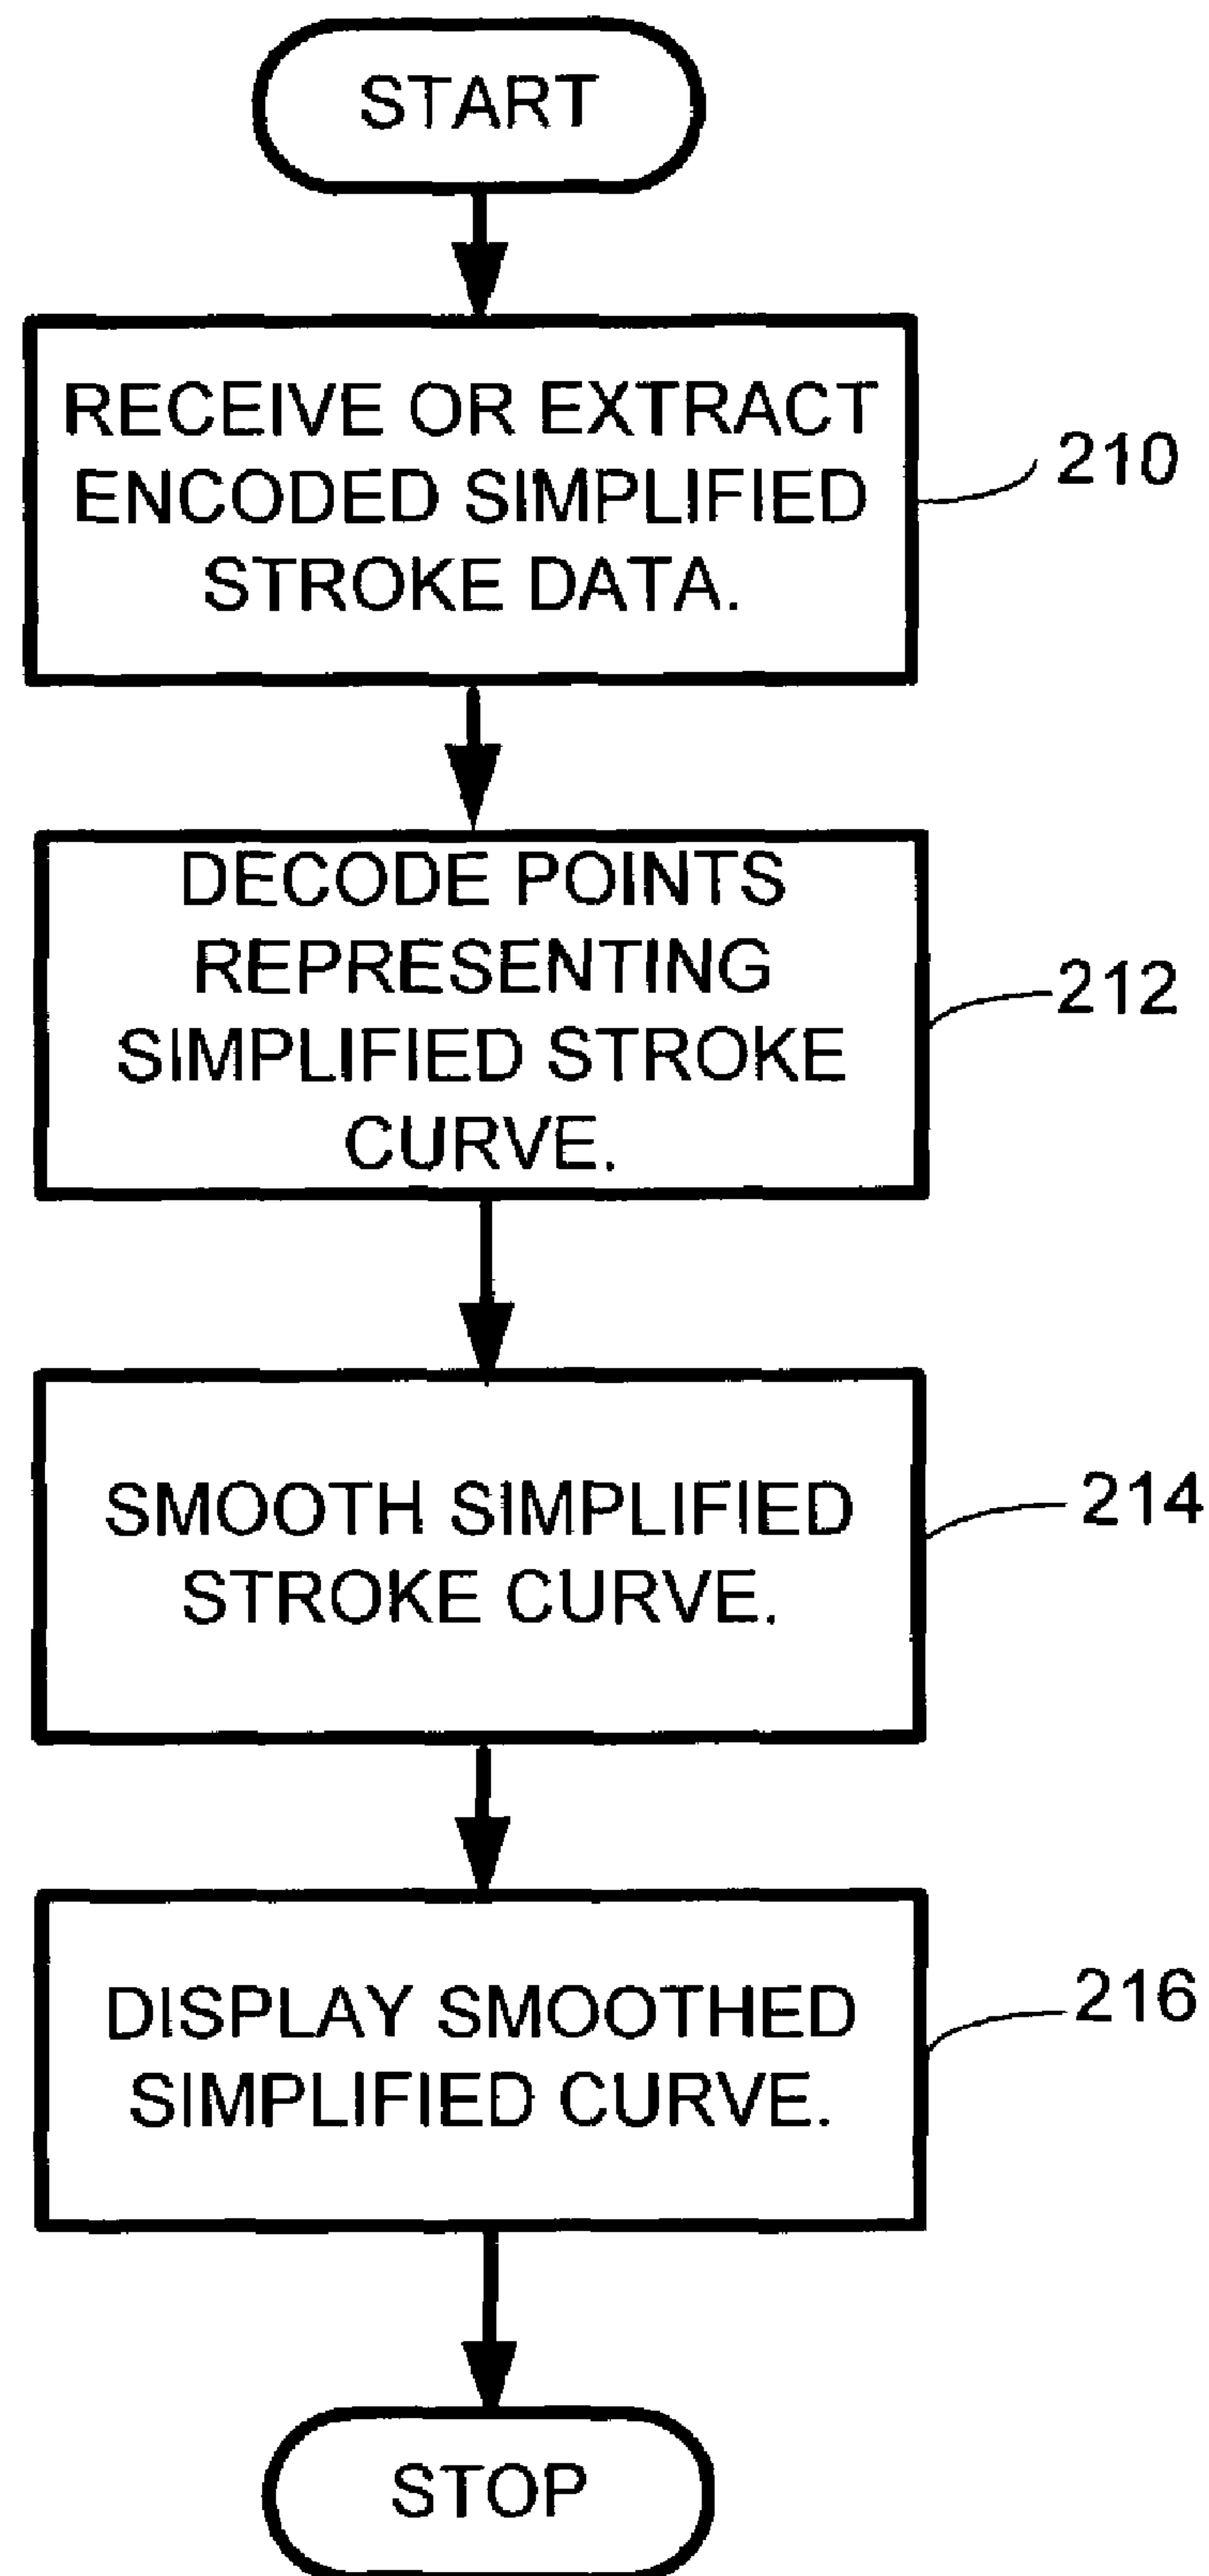 START
RECEIVE OR EXTRACT
ENCODED SIMPLIFIED
STROKE DATA.
210
DECODE POINTS
REPRESENTING
SIMPLIFIED STROKE
CURVE.
212
SMOOTH SIMPLIFIED
STROKE CURVE.
214
DISPLAY SMOOTHED
SIMPLIFIED CURVE.
216
STOP